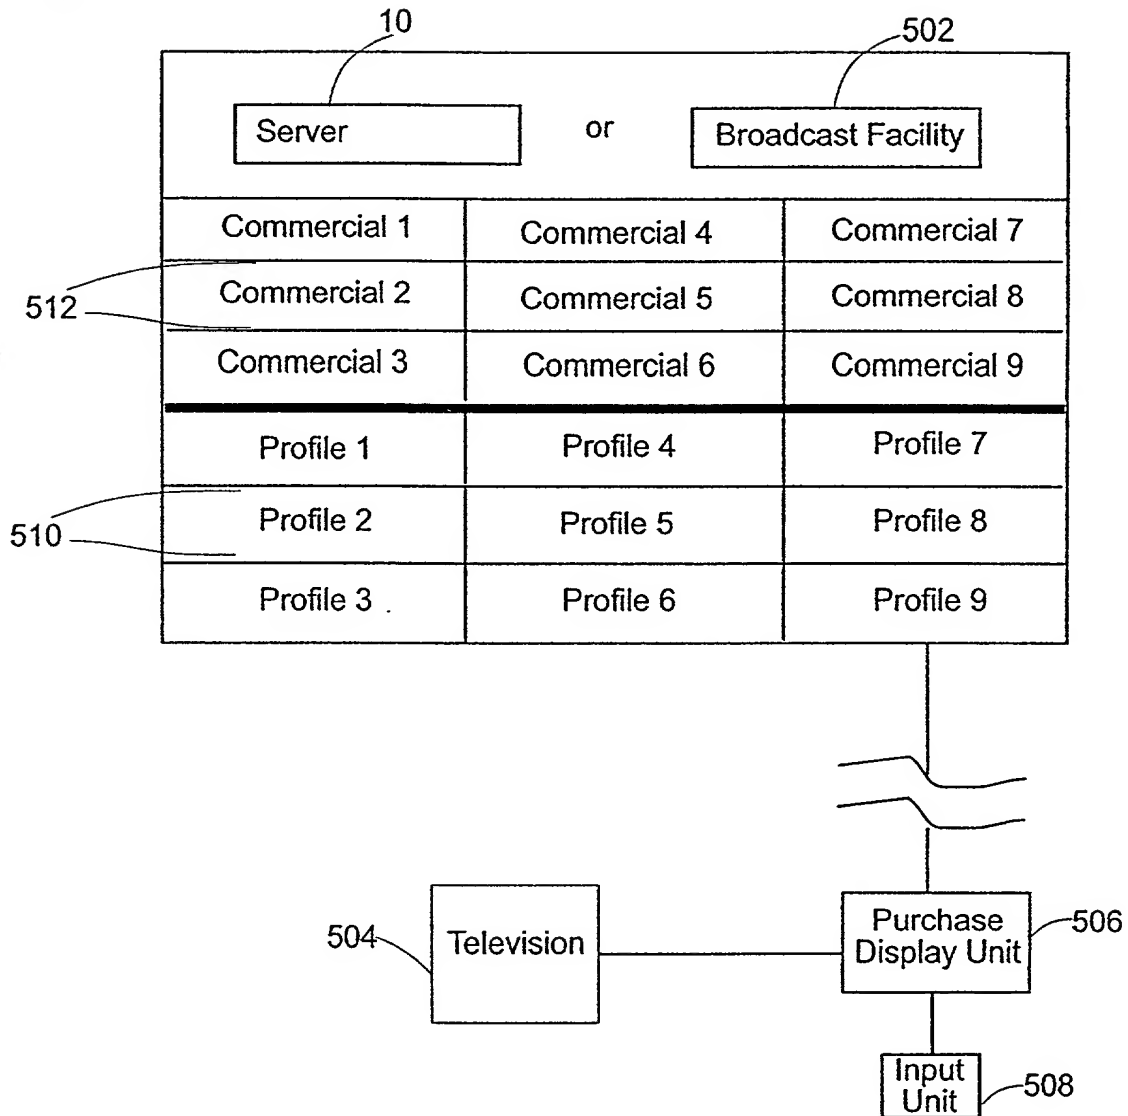 10
502
Server or Broadcast Facility
Commercial 1 Commercial 4 Commercial 7
512
Commercial 2 Commercial 5 Commercial 8
Commercial 3 Commercial 6 Commercial 9
Profile 1 Profile 4 Profile 7
510
Profile 2 Profile 5 Profile 8
Profile 3 Profile 6 Profile 9
504
Television
Purchase
Display Unit
506
Input
Unit
508